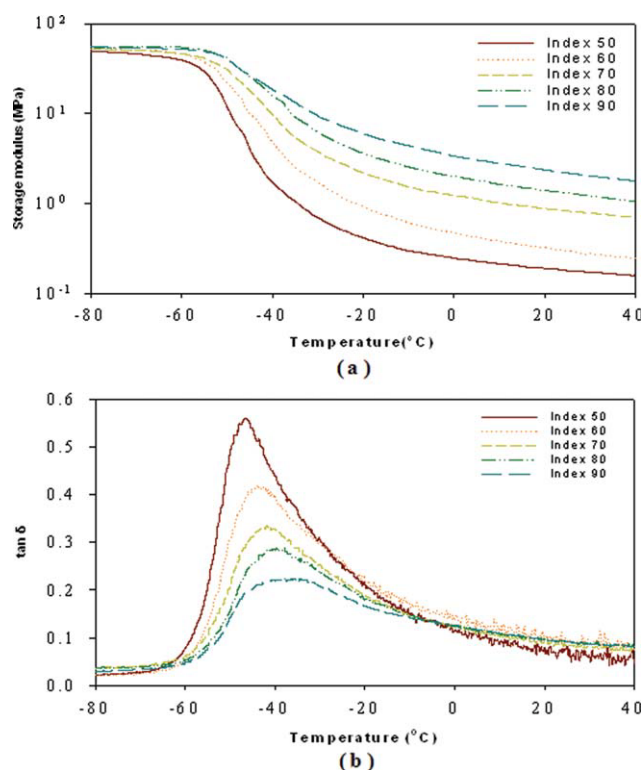 10²
10¹
10⁰
10⁻¹
Storage modulus (MPa)
Index 50
Index 60
Index 70
Index 80
Index 90
-80 -60 -40 -20 0 20 40
Temperature(°C)
(a)
0.6
0.5
0.4
0.3
0.2
0.1
0.0
tan δ
Index 50
Index 60
Index 70
Index 80
Index 90
-80 -60 -40 -20 0 20 40
Temperature (°C)
(b)